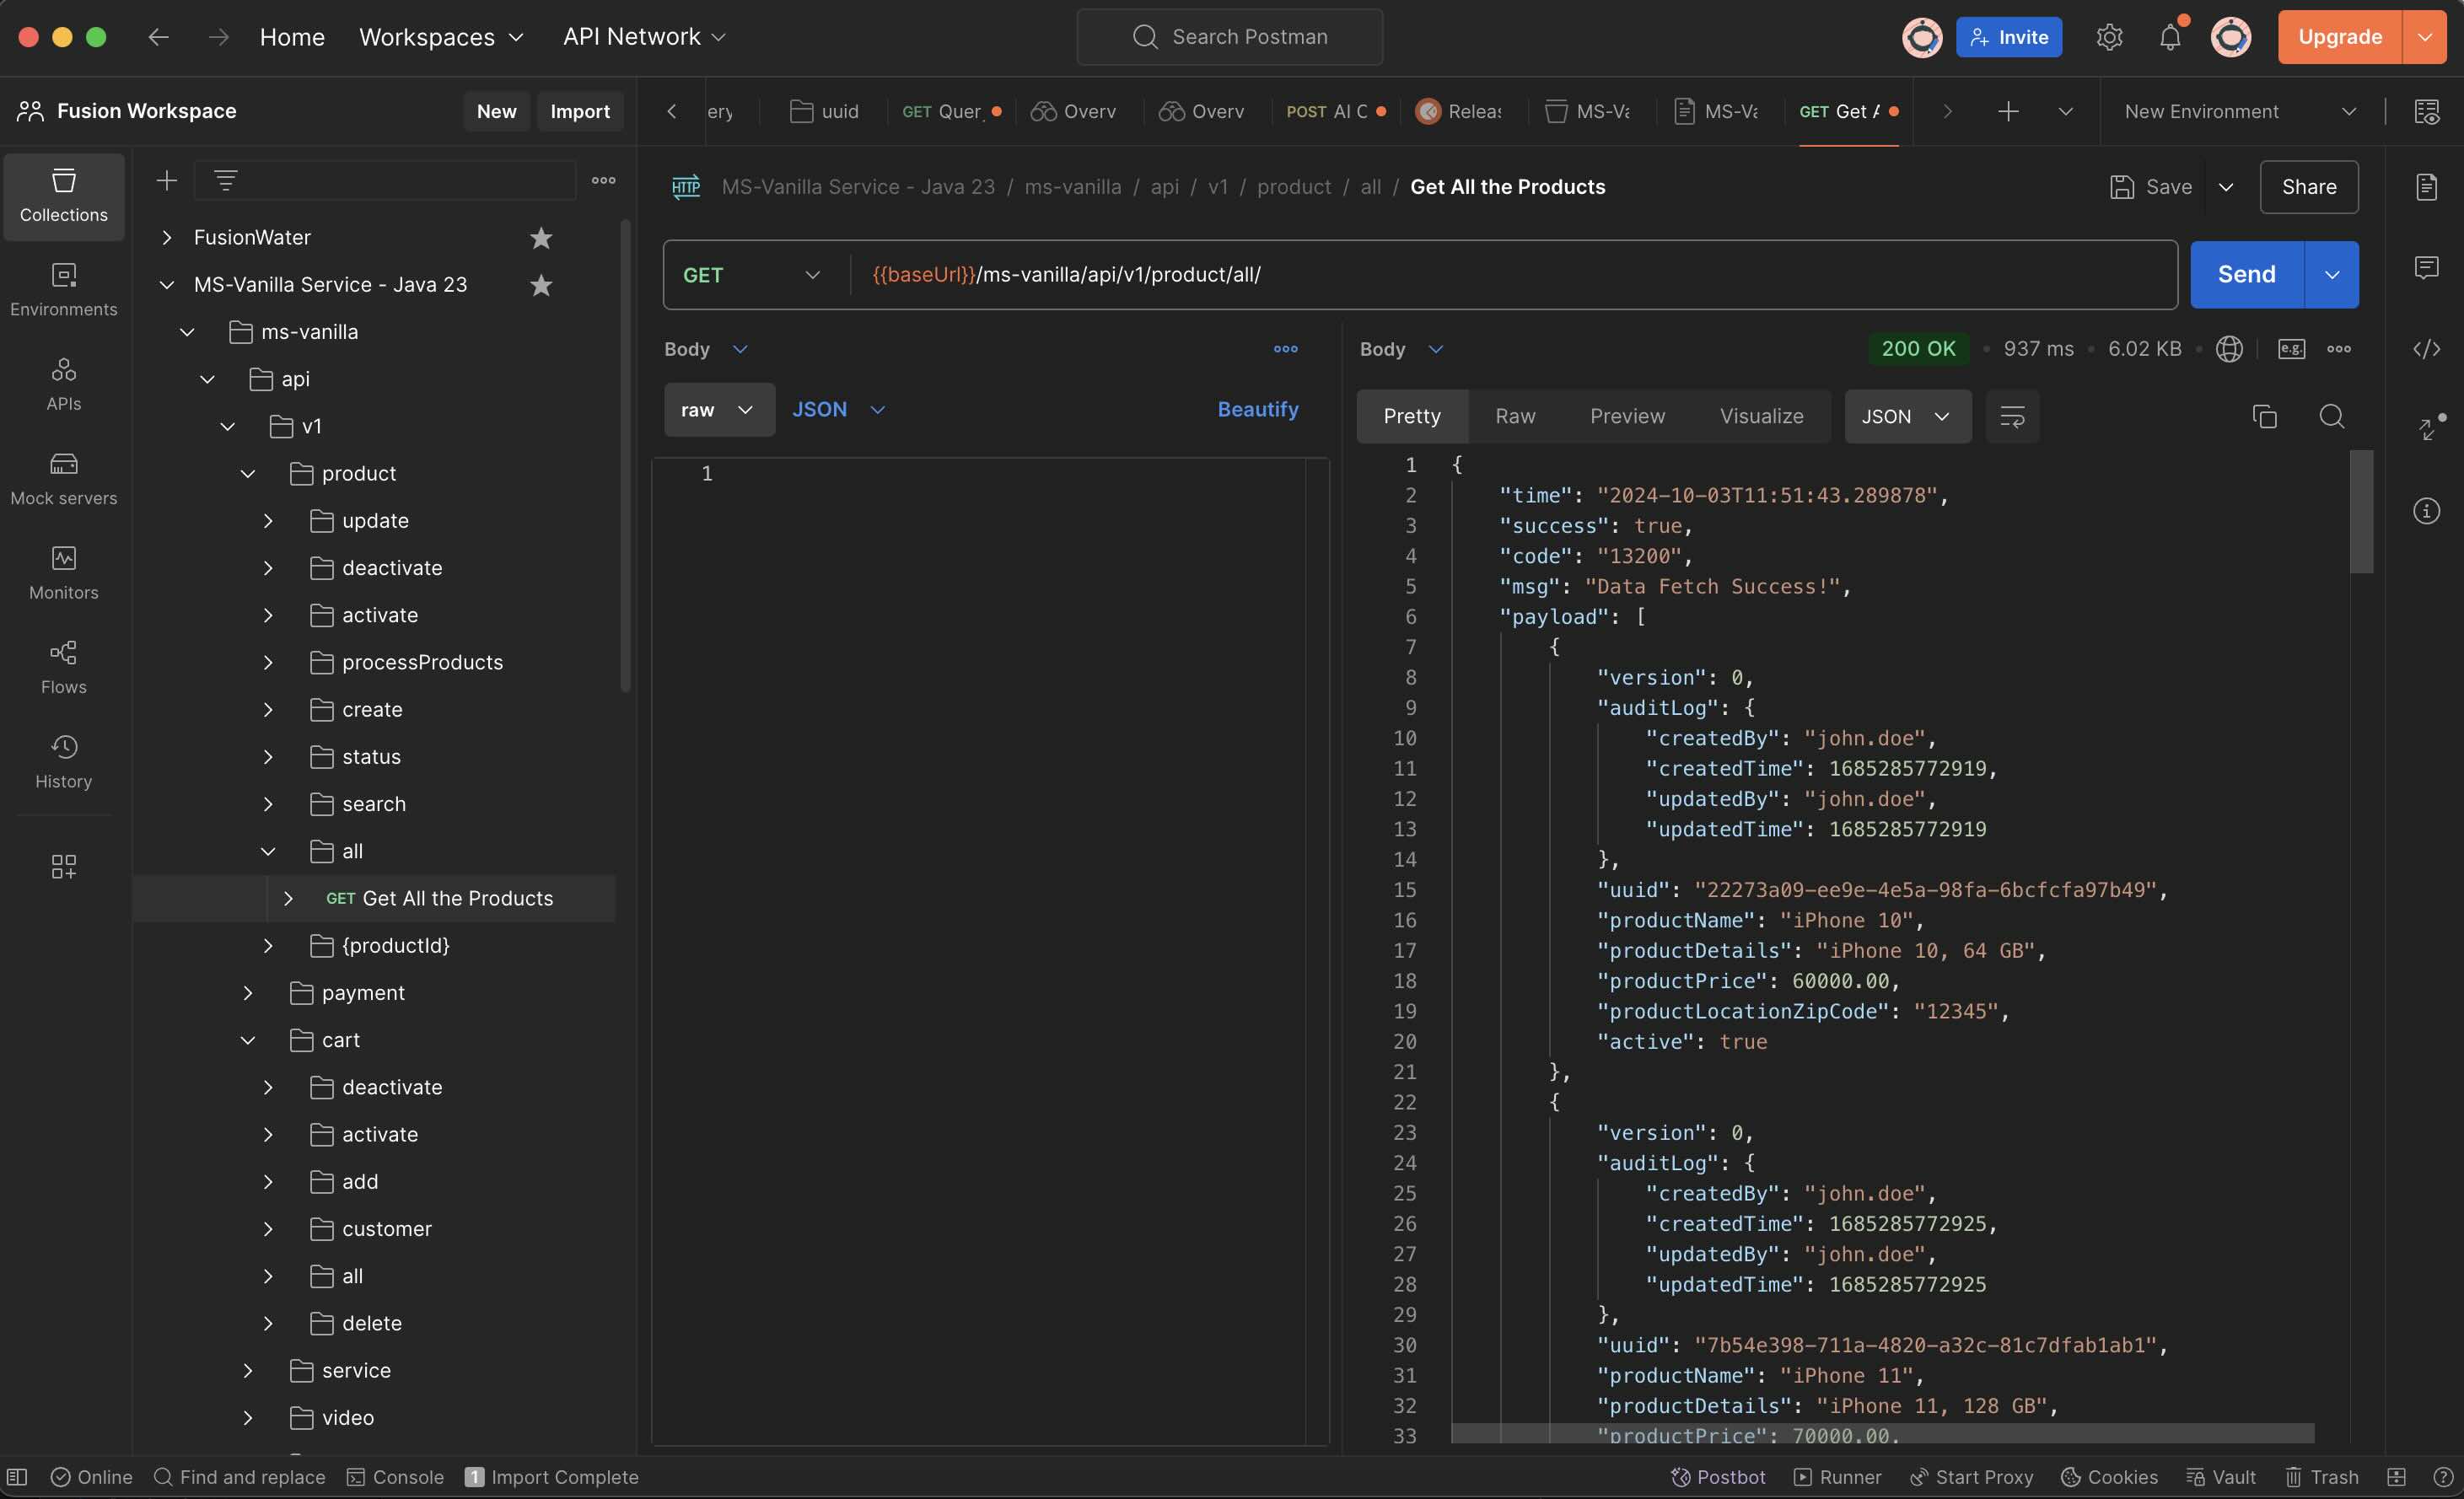 Home Workspaces API Network Search Postman Invite Upgrade
Fusion Workspace New Import
ery uuid GET Quer Overv Overv POST AI C Releas MS-Va MS-Va GET Get A New Environment
Collections
Environments
APIs
Mock servers
Monitors
Flows
History
FusionWater
MS-Vanilla Service - Java 23
ms-vanilla
api
v1
product
update
deactivate
activate
processProducts
create
status
search
all
GET Get All the Products
{productId}
payment
cart
deactivate
activate
add
customer
all
delete
service
video
HTTP MS-Vanilla Service - Java 23 / ms-vanilla / api / v1 / product / all / Get All the Products Save Share
GET {{baseUrl}}/ms-vanilla/api/v1/product/all/ Send
Body
raw JSON Beautify
1
Body 200 OK 937 ms 6.02 KB e.g.
Pretty Raw Preview Visualize JSON
1 {
2 "time": "2024-10-03T11:51:43.289878",
3 "success": true,
4 "code": "13200",
5 "msg": "Data Fetch Success!",
6 "payload": [
7 {
8 "version": 0,
9 "auditLog": {
10 "createdBy": "john.doe",
11 "createdTime": 1685285772919,
12 "updatedBy": "john.doe",
13 "updatedTime": 1685285772919
14 },
15 "uuid": "22273a09-ee9e-4e5a-98fa-6bcfcfa97b49",
16 "productName": "iPhone 10",
17 "productDetails": "iPhone 10, 64 GB",
18 "productPrice": 60000.00,
19 "productLocationZipCode": "12345",
20 "active": true
21 },
22 {
23 "version": 0,
24 "auditLog": {
25 "createdBy": "john.doe",
26 "createdTime": 1685285772925,
27 "updatedBy": "john.doe",
28 "updatedTime": 1685285772925
29 },
30 "uuid": "7b54e398-711a-4820-a32c-81c7dfab1ab1",
31 "productName": "iPhone 11",
32 "productDetails": "iPhone 11, 128 GB",
33 "productPrice": 70000.00,
Online Find and replace Console 1 Import Complete Postbot Runner Start Proxy Cookies Vault Trash